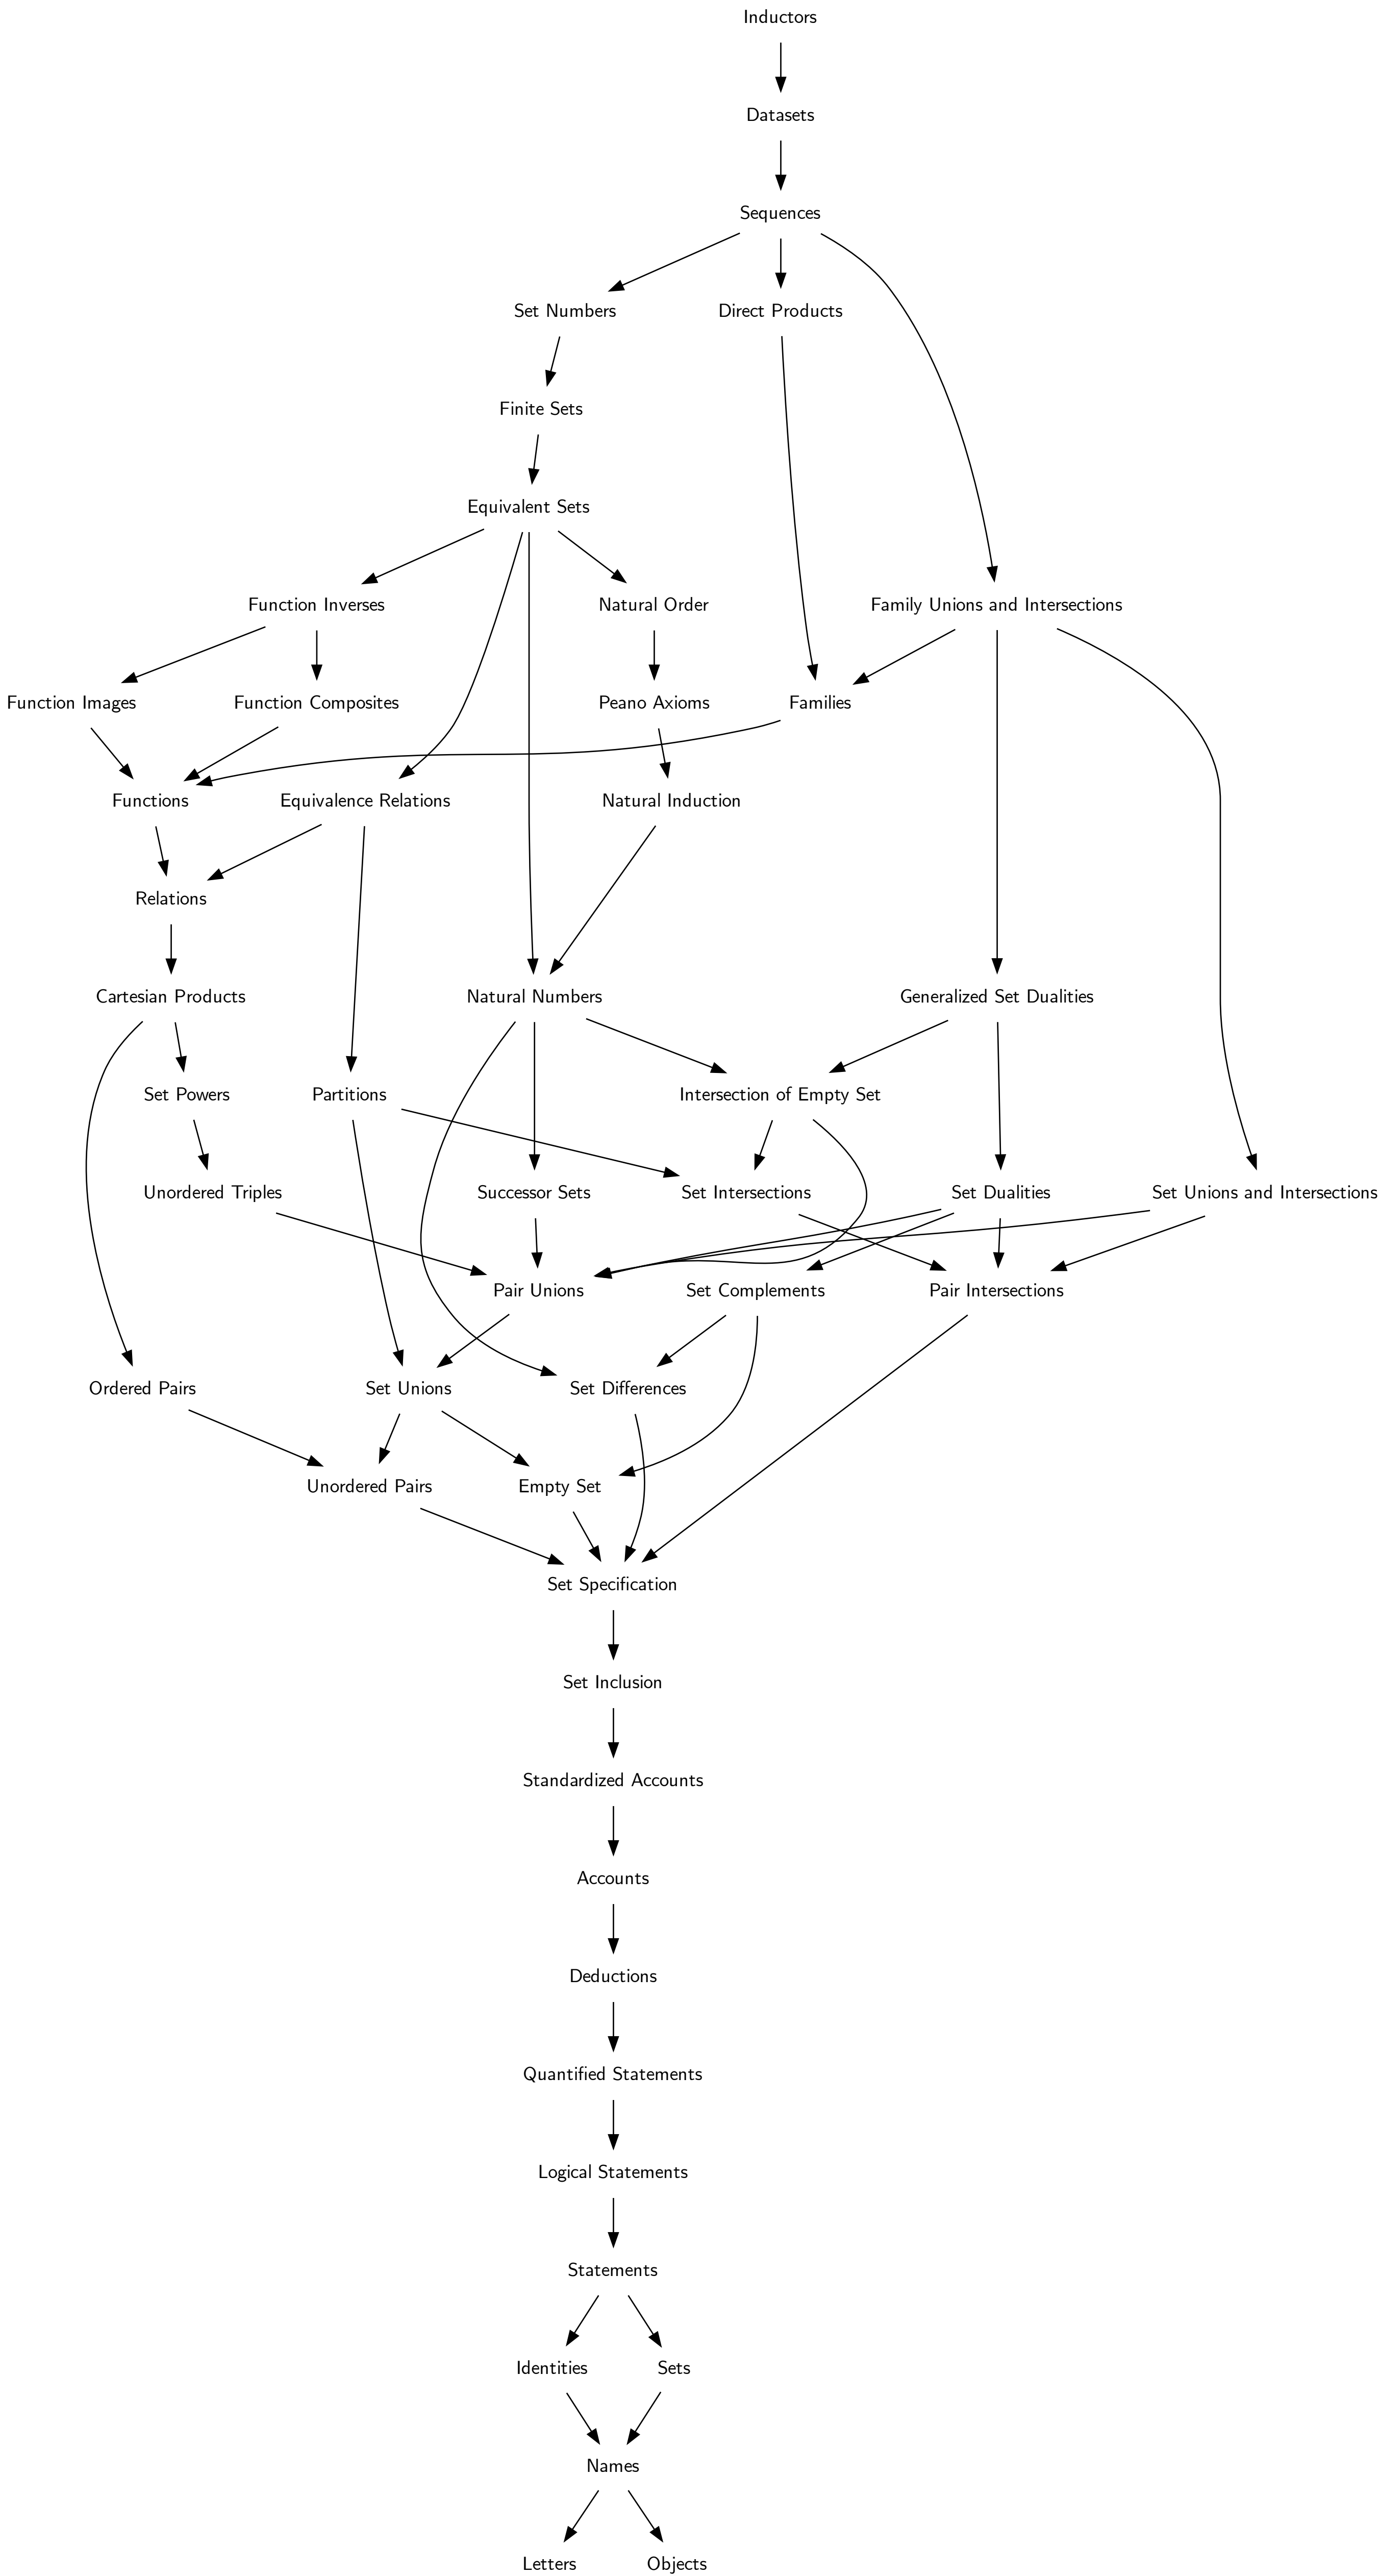 Inductors
Datasets
Sequences
Set Numbers
Direct Products
Finite Sets
Equivalent Sets
Function Inverses
Natural Order
Family Unions and Intersections
Function Images
Function Composites
Peano Axioms
Families
Functions
Equivalence Relations
Natural Induction
Relations
Cartesian Products
Natural Numbers
Generalized Set Dualities
Set Powers
Partitions
Intersection of Empty Set
Unordered Triples
Successor Sets
Set Intersections
Set Dualities
Set Unions and Intersections
Pair Unions
Set Complements
Pair Intersections
Ordered Pairs
Set Unions
Set Differences
Unordered Pairs
Empty Set
Set Specification
Set Inclusion
Standardized Accounts
Accounts
Deductions
Quantified Statements
Logical Statements
Statements
Identities
Sets
Names
Letters
Objects